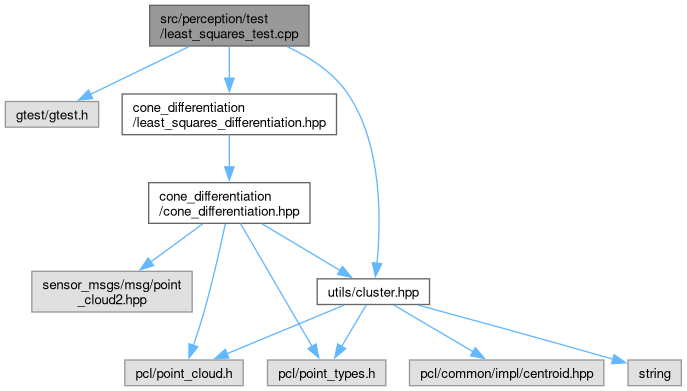 src/perception/test
/least_squares_test.cpp
gtest/gtest.h
cone_differentiation
/least_squares_differentiation.hpp
cone_differentiation
/cone_differentiation.hpp
sensor_msgs/msg/point
_cloud2.hpp
utils/cluster.hpp
pcl/point_cloud.h
pcl/point_types.h
pcl/common/impl/centroid.hpp
string